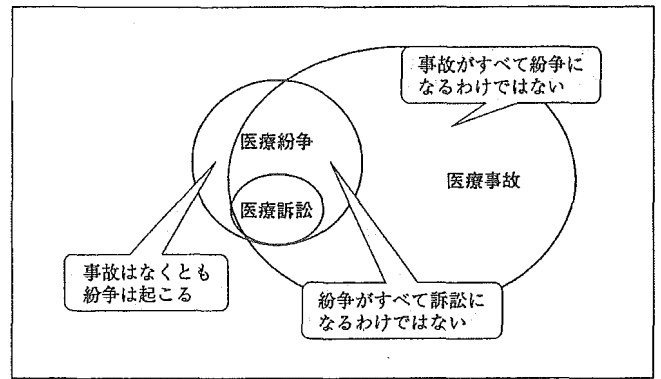 事故がすべて紛争に
なるわけではない
医療紛争
医療事故
医療訴訟
事故はなくとも
紛争は起こる
紛争がすべて訴訟に
なるわけではない